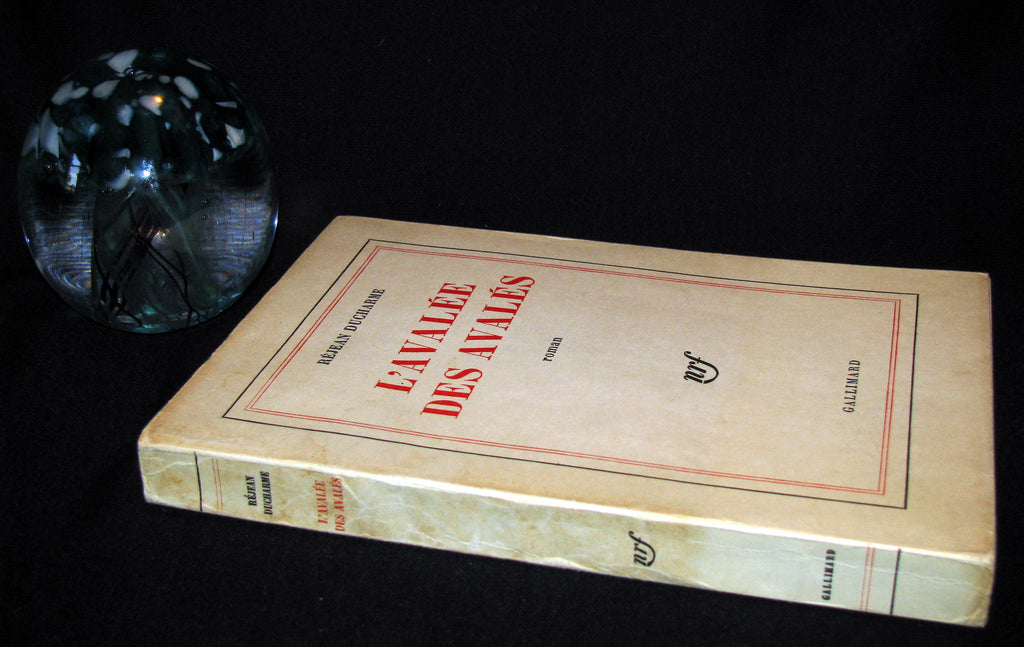 RÉJEAN DUCHARME
L'AVALÉE
DES AVALÉS
roman
nrf
GALLIMARD
RÉJEAN
DUCHARME
L'AVALÉE
DES AVALÉS
nrf
GALLIMARD